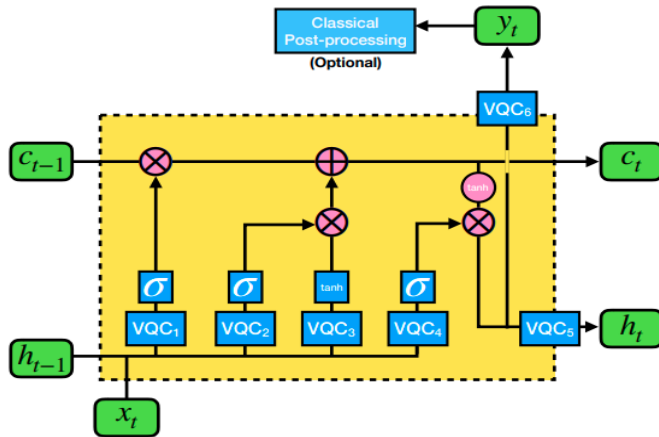 Classical
Post-processing
(Optional)
y_t
VQC₆
c_{t-1}
c_t
tanh
σ
σ
tanh
σ
VQC₁
VQC₂
VQC₃
VQC₄
VQC₅
h_t
h_{t-1}
x_t